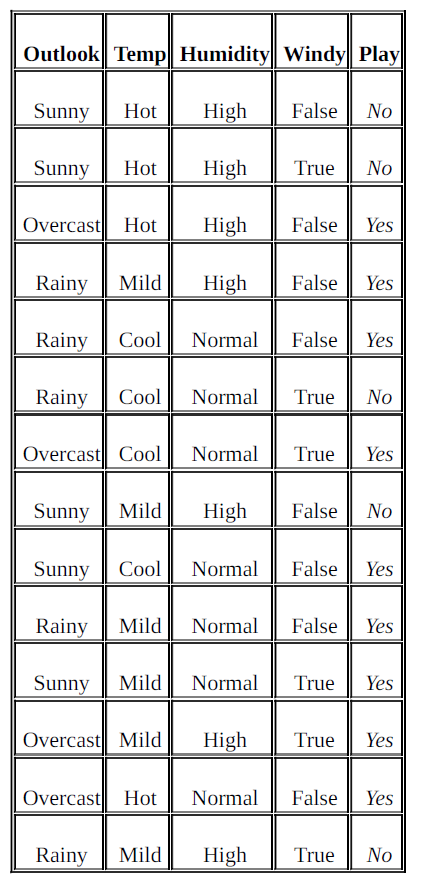 Outlook Temp Humidity Windy Play
Sunny Hot High False No
Sunny Hot High True No
Overcast Hot High False Yes
Rainy Mild High False Yes
Rainy Cool Normal False Yes
Rainy Cool Normal True No
Overcast Cool Normal True Yes
Sunny Mild High False No
Sunny Cool Normal False Yes
Rainy Mild Normal False Yes
Sunny Mild Normal True Yes
Overcast Mild High True Yes
Overcast Hot Normal False Yes
Rainy Mild High True No